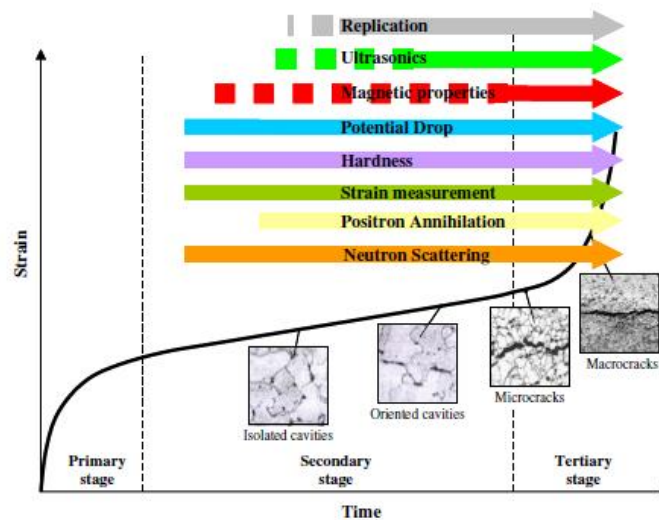 Replication
Ultrasonics
Magnetic properties
Potential Drop
Hardness
Strain measurement
Positron Annihilation
Neutron Scattering
Strain
Macrocracks
Microcracks
Oriented cavities
Isolated cavities
Primary
stage
Secondary
stage
Tertiary
stage
Time